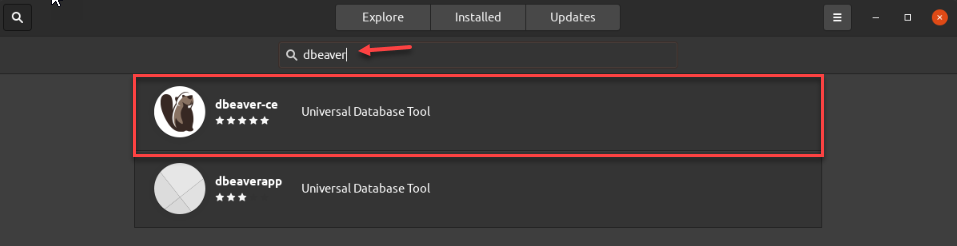 Explore Installed Updates
dbeaver
dbeaver-ce Universal Database Tool
dbeaverapp Universal Database Tool